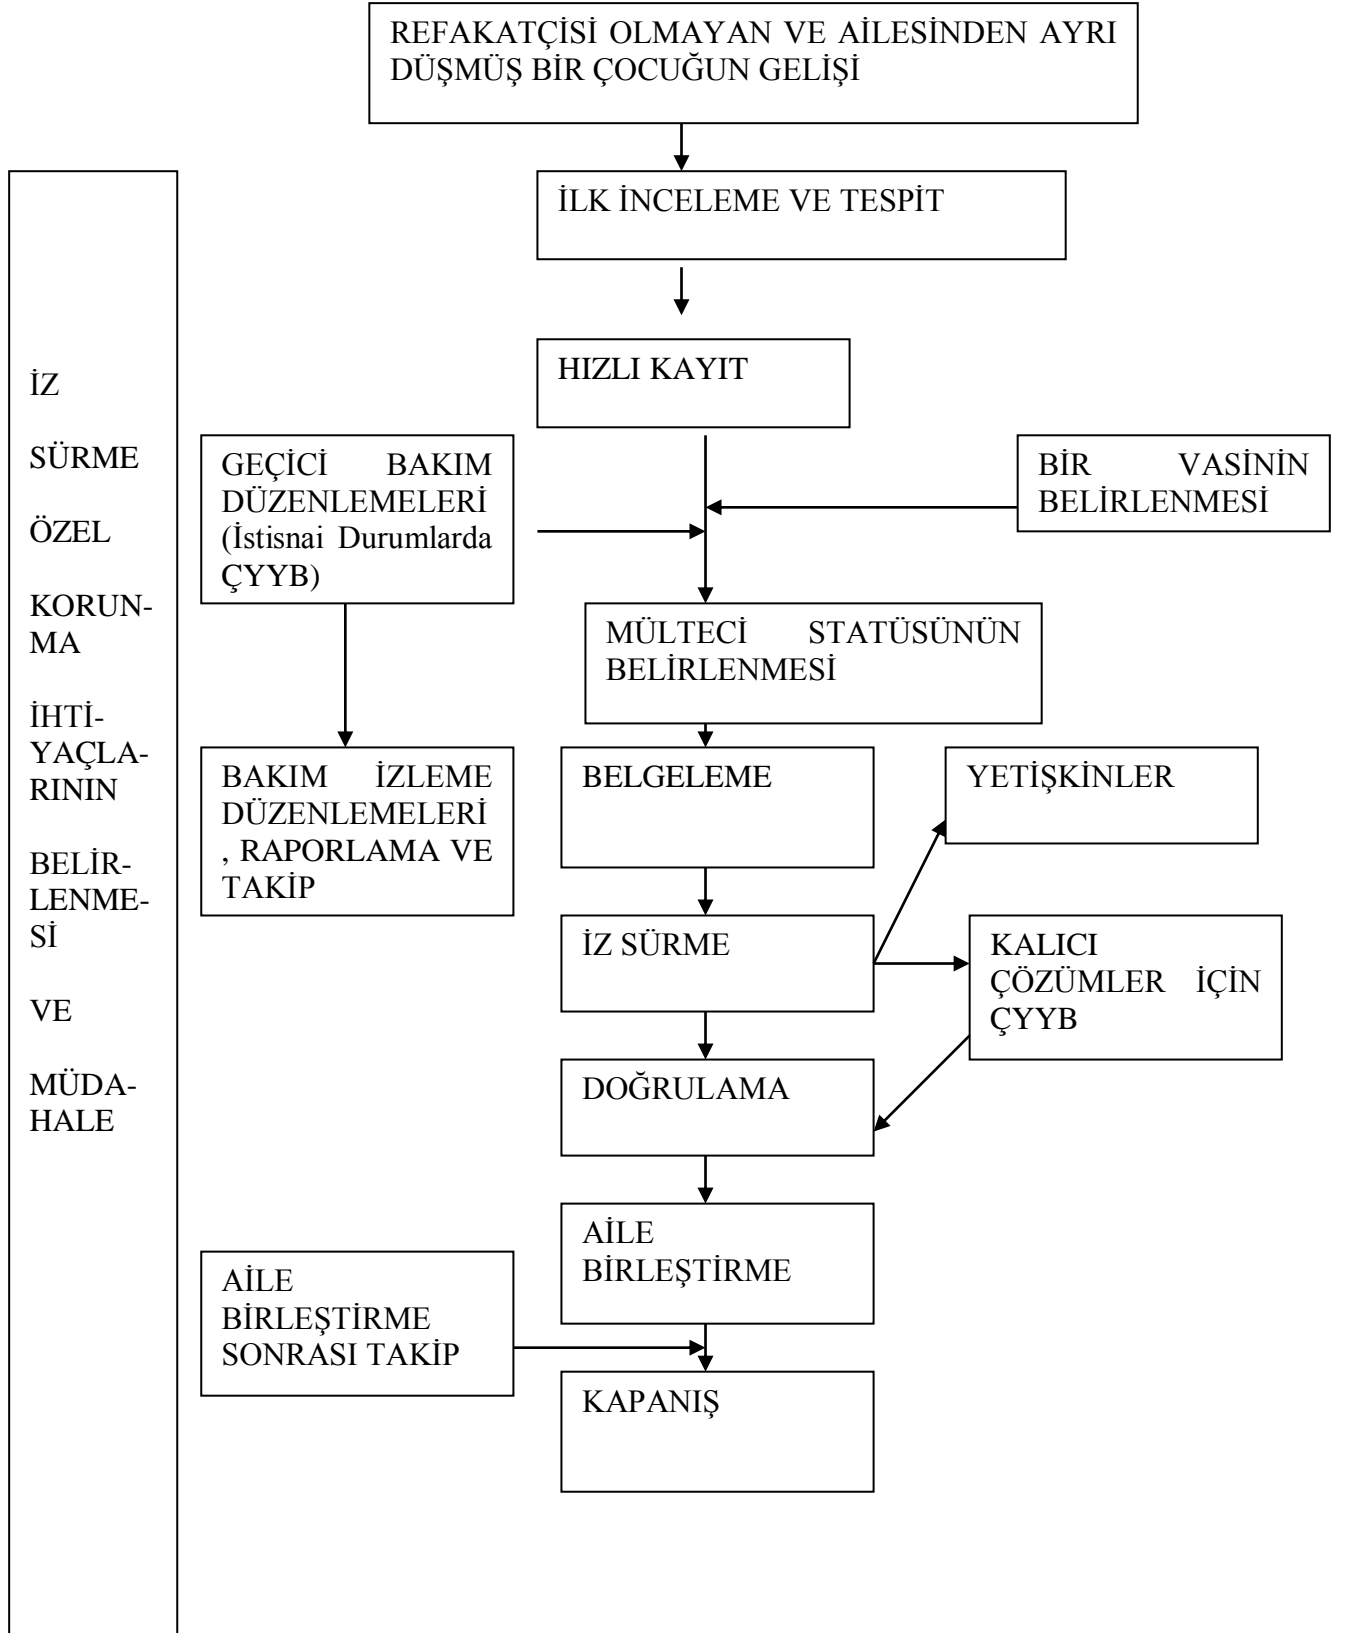 REFAKATÇİSİ OLMAYAN VE AİLESİNDEN AYRI
DÜŞMÜŞ BİR ÇOCUĞUN GELİŞİ
İLK İNCELEME VE TESPİT
HIZLI KAYIT
İZ
SÜRME
ÖZEL
KORUN-
MA
İHTİ-
YAÇLA-
RININ
BELİR-
LENME-
Sİ
VE
MÜDA-
HALE
GEÇİCİ BAKIM
DÜZENLEMELERİ
(İstisnai Durumlarda
ÇYYB)
BİR VASİNİN
BELİRLENMESİ
MÜLTECİ STATÜSÜNÜN
BELİRLENMESİ
BAKIM İZLEME
DÜZENLEMELERİ
, RAPORLAMA VE
TAKİP
BELGELEME
YETİŞKİNLER
İZ SÜRME
KALICI
ÇÖZÜMLER İÇİN
ÇYYB
DOĞRULAMA
AİLE
BİRLEŞTİRME
AİLE
BİRLEŞTİRME
SONRASI TAKİP
KAPANIŞ